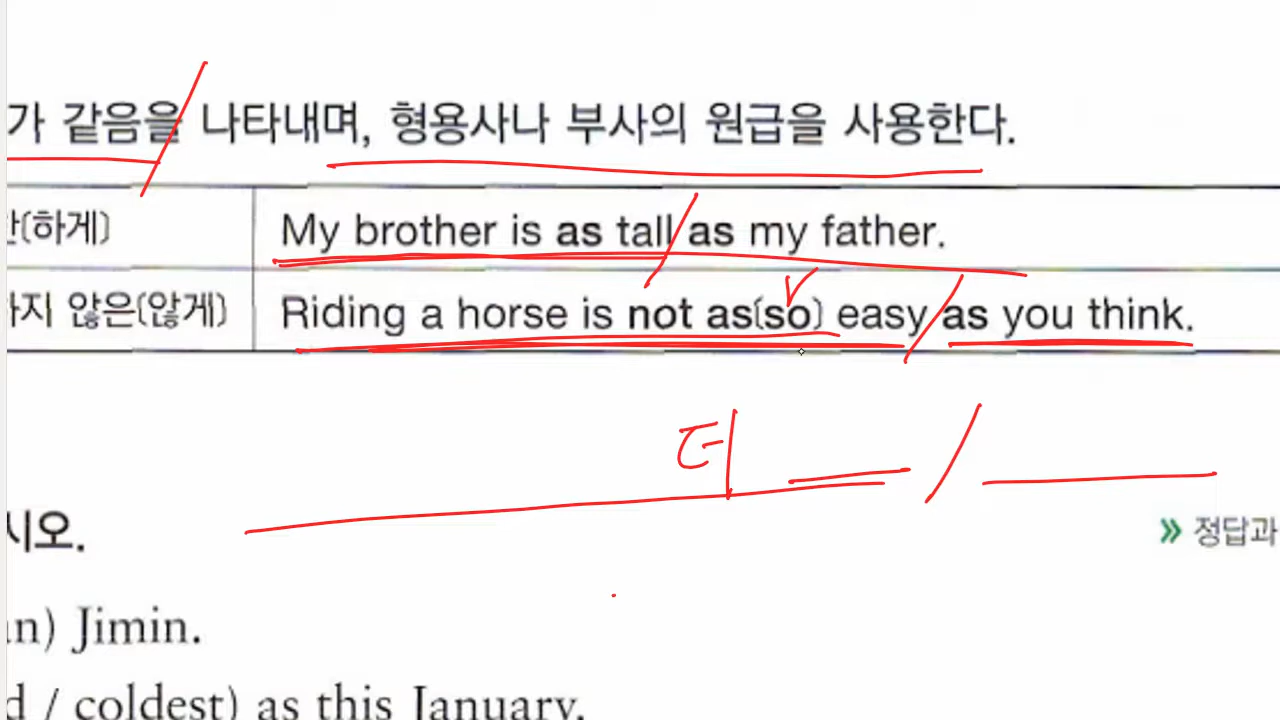 가 같음을 나타내며, 형용사나 부사의 원급을 사용한다.
(하게) My brother is as tall as my father.
하지 않은(않게) Riding a horse is not as(so) easy as you think.
더
시오.
» 정답과
an) Jimin.
d / coldest) as this January.